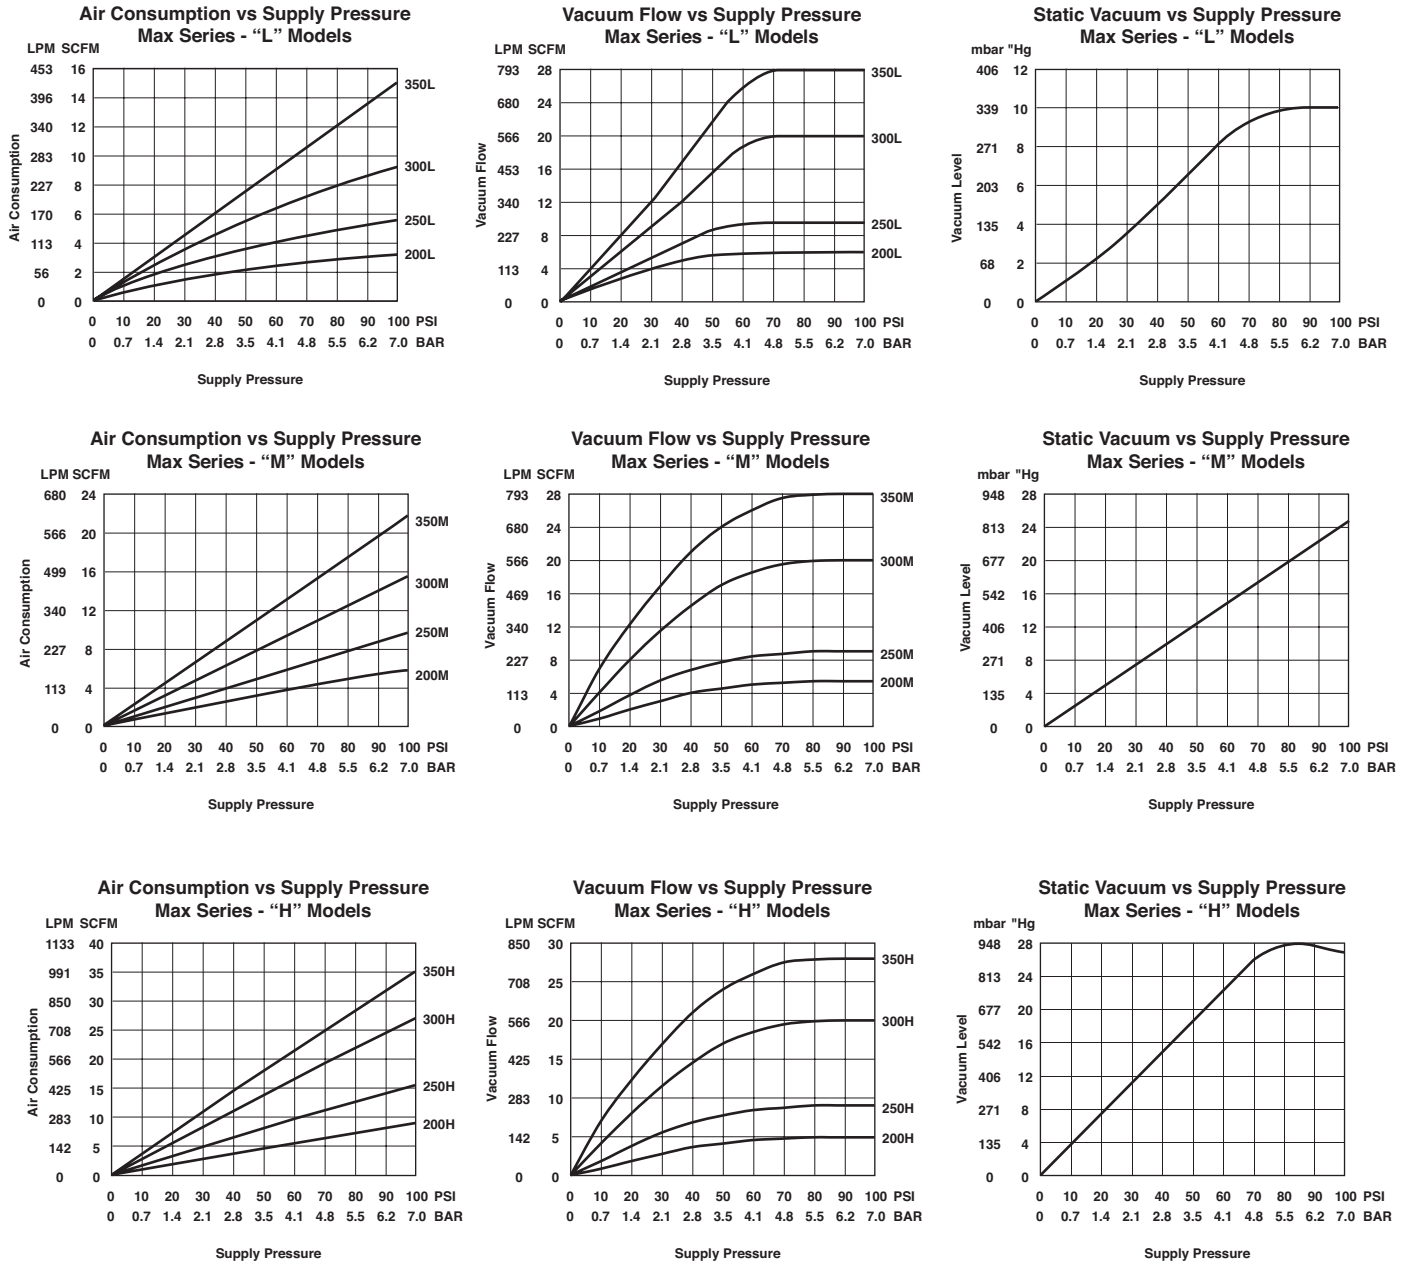 Air Consumption vs Supply Pressure
Max Series - “L” Models
LPM SCFM
453 16
396 14
340 12
283 10
227 8
170 6
113 4
56 2
0 0
Air Consumption
350L
300L
250L
200L
0 10 20 30 40 50 60 70 80 90 100 PSI
0 0.7 1.4 2.1 2.8 3.5 4.1 4.8 5.5 6.2 7.0 BAR
Supply Pressure
Vacuum Flow vs Supply Pressure
Max Series - “L” Models
LPM SCFM
793 28
680 24
566 20
453 16
340 12
227 8
113 4
0 0
Vacuum Flow
350L
300L
250L
200L
0 10 20 30 40 50 60 70 80 90 100 PSI
0 0.7 1.4 2.1 2.8 3.5 4.1 4.8 5.5 6.2 7.0 BAR
Supply Pressure
Static Vacuum vs Supply Pressure
Max Series - “L” Models
mbar "Hg
406 12
339 10
271 8
203 6
135 4
68 2
0 0
Vacuum Level
0 10 20 30 40 50 60 70 80 90 100 PSI
0 0.7 1.4 2.1 2.8 3.5 4.1 4.8 5.5 6.2 7.0 BAR
Supply Pressure
Air Consumption vs Supply Pressure
Max Series - “M” Models
LPM SCFM
680 24
566 20
499 16
340 12
227 8
113 4
0 0
Air Consumption
350M
300M
250M
200M
0 10 20 30 40 50 60 70 80 90 100 PSI
0 0.7 1.4 2.1 2.8 3.5 4.1 4.8 5.5 6.2 7.0 BAR
Supply Pressure
Vacuum Flow vs Supply Pressure
Max Series - “M” Models
LPM SCFM
793 28
680 24
566 20
469 16
340 12
227 8
113 4
0 0
Vacuum Flow
350M
300M
250M
200M
0 10 20 30 40 50 60 70 80 90 100 PSI
0 0.7 1.4 2.1 2.8 3.5 4.1 4.8 5.5 6.2 7.0 BAR
Supply Pressure
Static Vacuum vs Supply Pressure
Max Series - “M” Models
mbar "Hg
948 28
813 24
677 20
542 16
406 12
271 8
135 4
0 0
Vacuum Level
0 10 20 30 40 50 60 70 80 90 100 PSI
0 0.7 1.4 2.1 2.8 3.5 4.1 4.8 5.5 6.2 7.0 BAR
Supply Pressure
Air Consumption vs Supply Pressure
Max Series - “H” Models
LPM SCFM
1133 40
991 35
850 30
708 25
566 20
425 15
283 10
142 5
0 0
Air Consumption
350H
300H
250H
200H
0 10 20 30 40 50 60 70 80 90 100 PSI
0 0.7 1.4 2.1 2.8 3.5 4.1 4.8 5.5 6.2 7.0 BAR
Supply Pressure
Vacuum Flow vs Supply Pressure
Max Series - “H” Models
LPM SCFM
850 30
708 25
566 20
425 15
283 10
142 5
0 0
Vacuum Flow
350H
300H
250H
200H
0 10 20 30 40 50 60 70 80 90 100 PSI
0 0.7 1.4 2.1 2.8 3.5 4.1 4.8 5.5 6.2 7.0 BAR
Supply Pressure
Static Vacuum vs Supply Pressure
Max Series - “H” Models
mbar "Hg
948 28
813 24
677 20
542 16
406 12
271 8
135 4
0 0
Vacuum Level
0 10 20 30 40 50 60 70 80 90 100 PSI
0 0.7 1.4 2.1 2.8 3.5 4.1 4.8 5.5 6.2 7.0 BAR
Supply Pressure